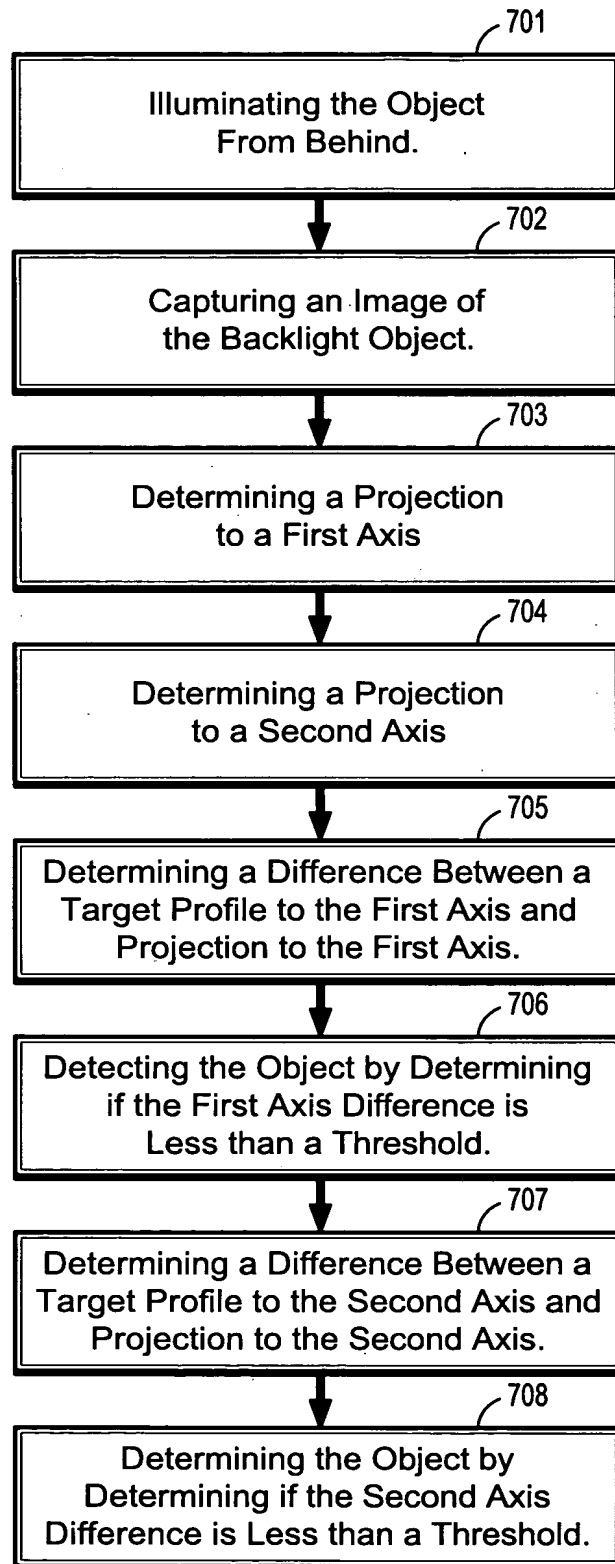 701
Illuminating the Object
From Behind.
702
Capturing an Image of
the Backlight Object.
703
Determining a Projection
to a First Axis
704
Determining a Projection
to a Second Axis
705
Determining a Difference Between a
Target Profile to the First Axis and
Projection to the First Axis.
706
Detecting the Object by Determining
if the First Axis Difference is
Less than a Threshold.
707
Determining a Difference Between a
Target Profile to the Second Axis and
Projection to the Second Axis.
708
Determining the Object by
Determining if the Second Axis
Difference is Less than a Threshold.